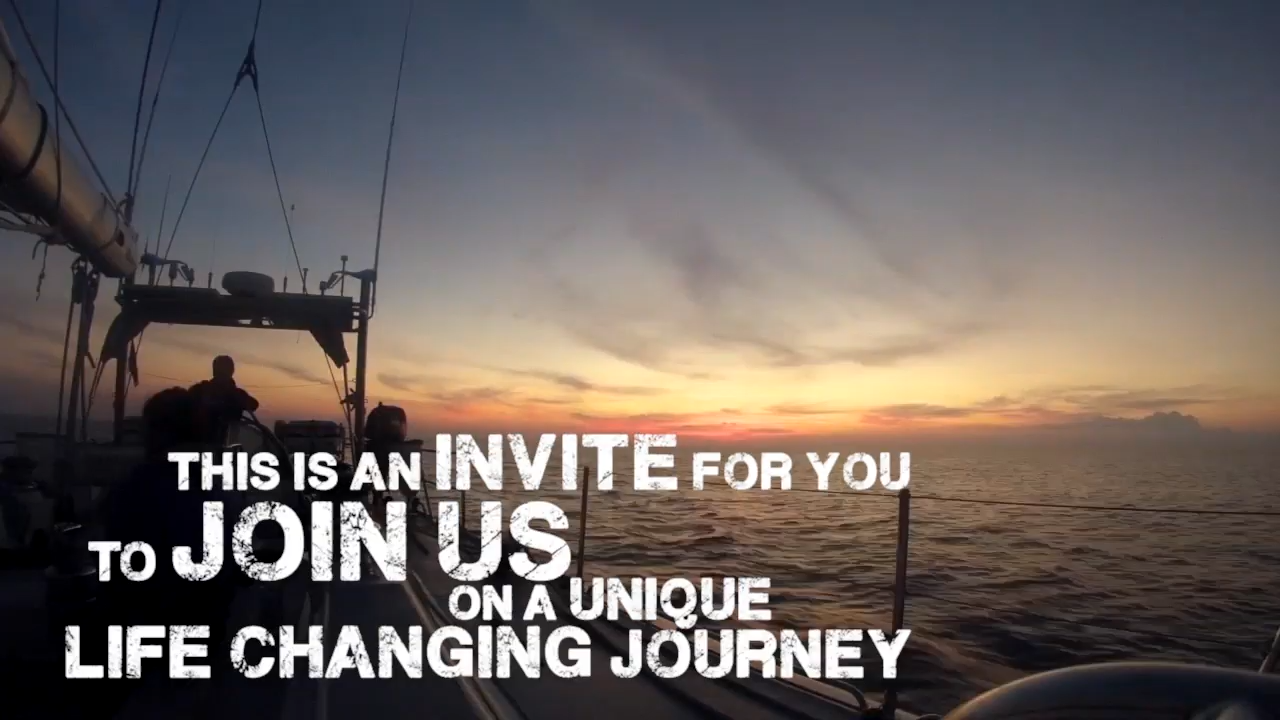 THIS IS AN INVITE FOR YOU
TO JOIN US
ON A UNIQUE
LIFE CHANGING JOURNEY